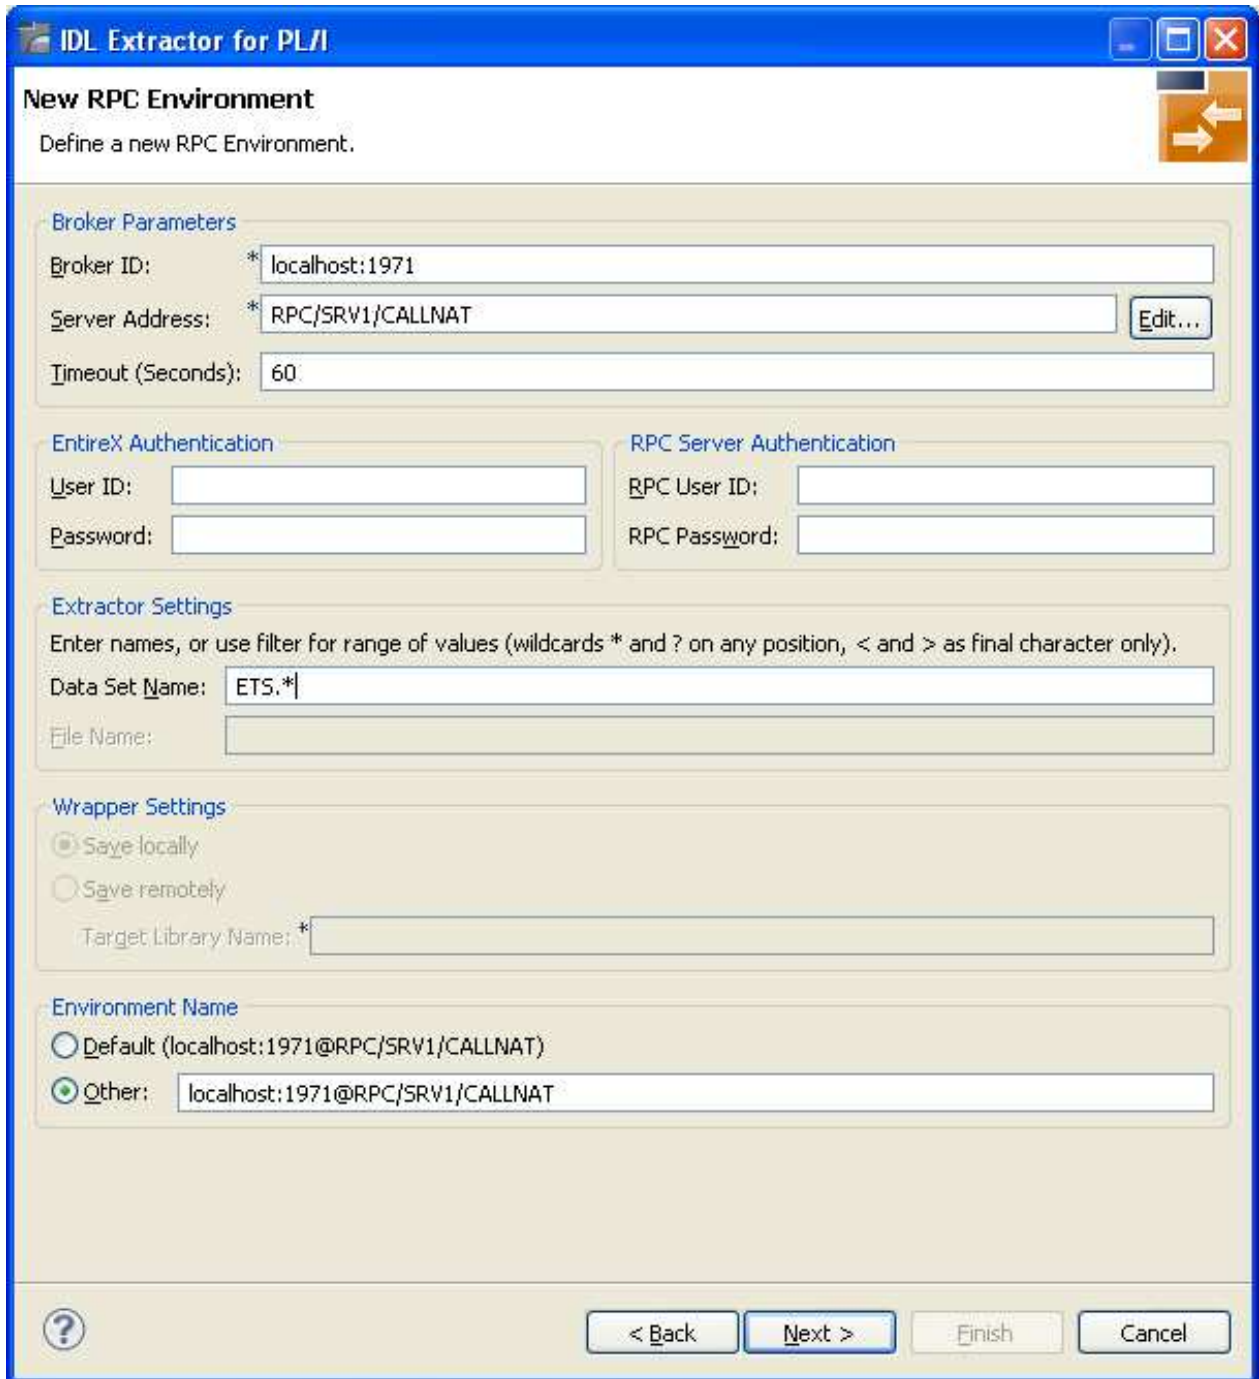 IDL Extractor for PL/I
New RPC Environment
Define a new RPC Environment.
Broker Parameters
Broker ID: * localhost:1971
Server Address: * RPC/SRV1/CALLNAT Edit...
Timeout (Seconds): 60
EntireX Authentication RPC Server Authentication
User ID: RPC User ID:
Password: RPC Password:
Extractor Settings
Enter names, or use filter for range of values (wildcards * and ? on any position, < and > as final character only).
Data Set Name: ETS.*
File Name:
Wrapper Settings
Save locally
Save remotely
Target Library Name: *
Environment Name
Default (localhost:1971@RPC/SRV1/CALLNAT)
Other: localhost:1971@RPC/SRV1/CALLNAT
? < Back Next > Finish Cancel